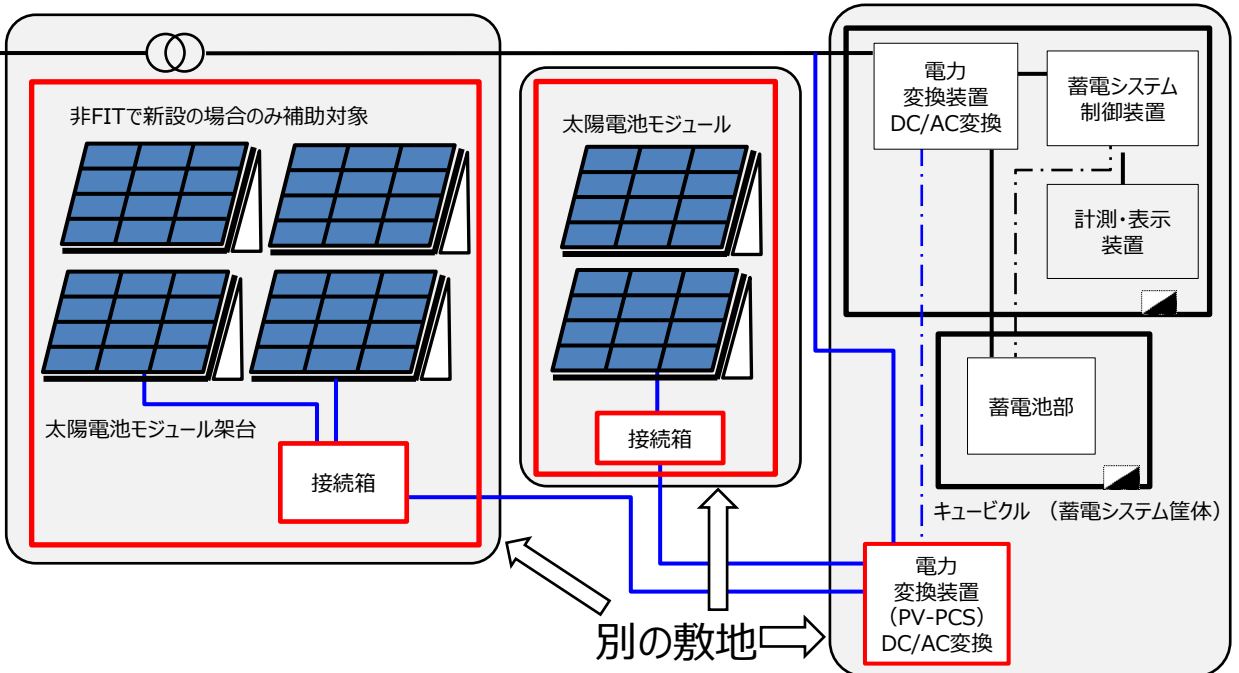 非FITで新設の場合のみ補助対象
太陽電池モジュール架台
接続箱
太陽電池モジュール
接続箱
電力
変換装置
DC/AC変換
蓄電システム
制御装置
計測・表示
装置
蓄電池部
キュービクル （蓄電システム筐体）
電力
変換装置
（PV-PCS）
DC/AC変換
別の敷地